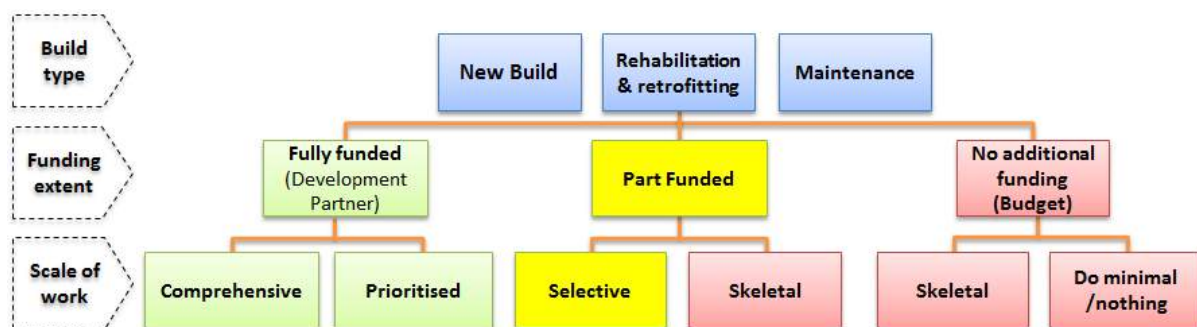 Build
type
New Build
Rehabilitation
& retrofitting
Maintenance
Funding
extent
Fully funded
(Development
Partner)
Part Funded
No additional
funding
(Budget)
Scale of
work
Comprehensive
Prioritised
Selective
Skeletal
Skeletal
Do minimal
/nothing